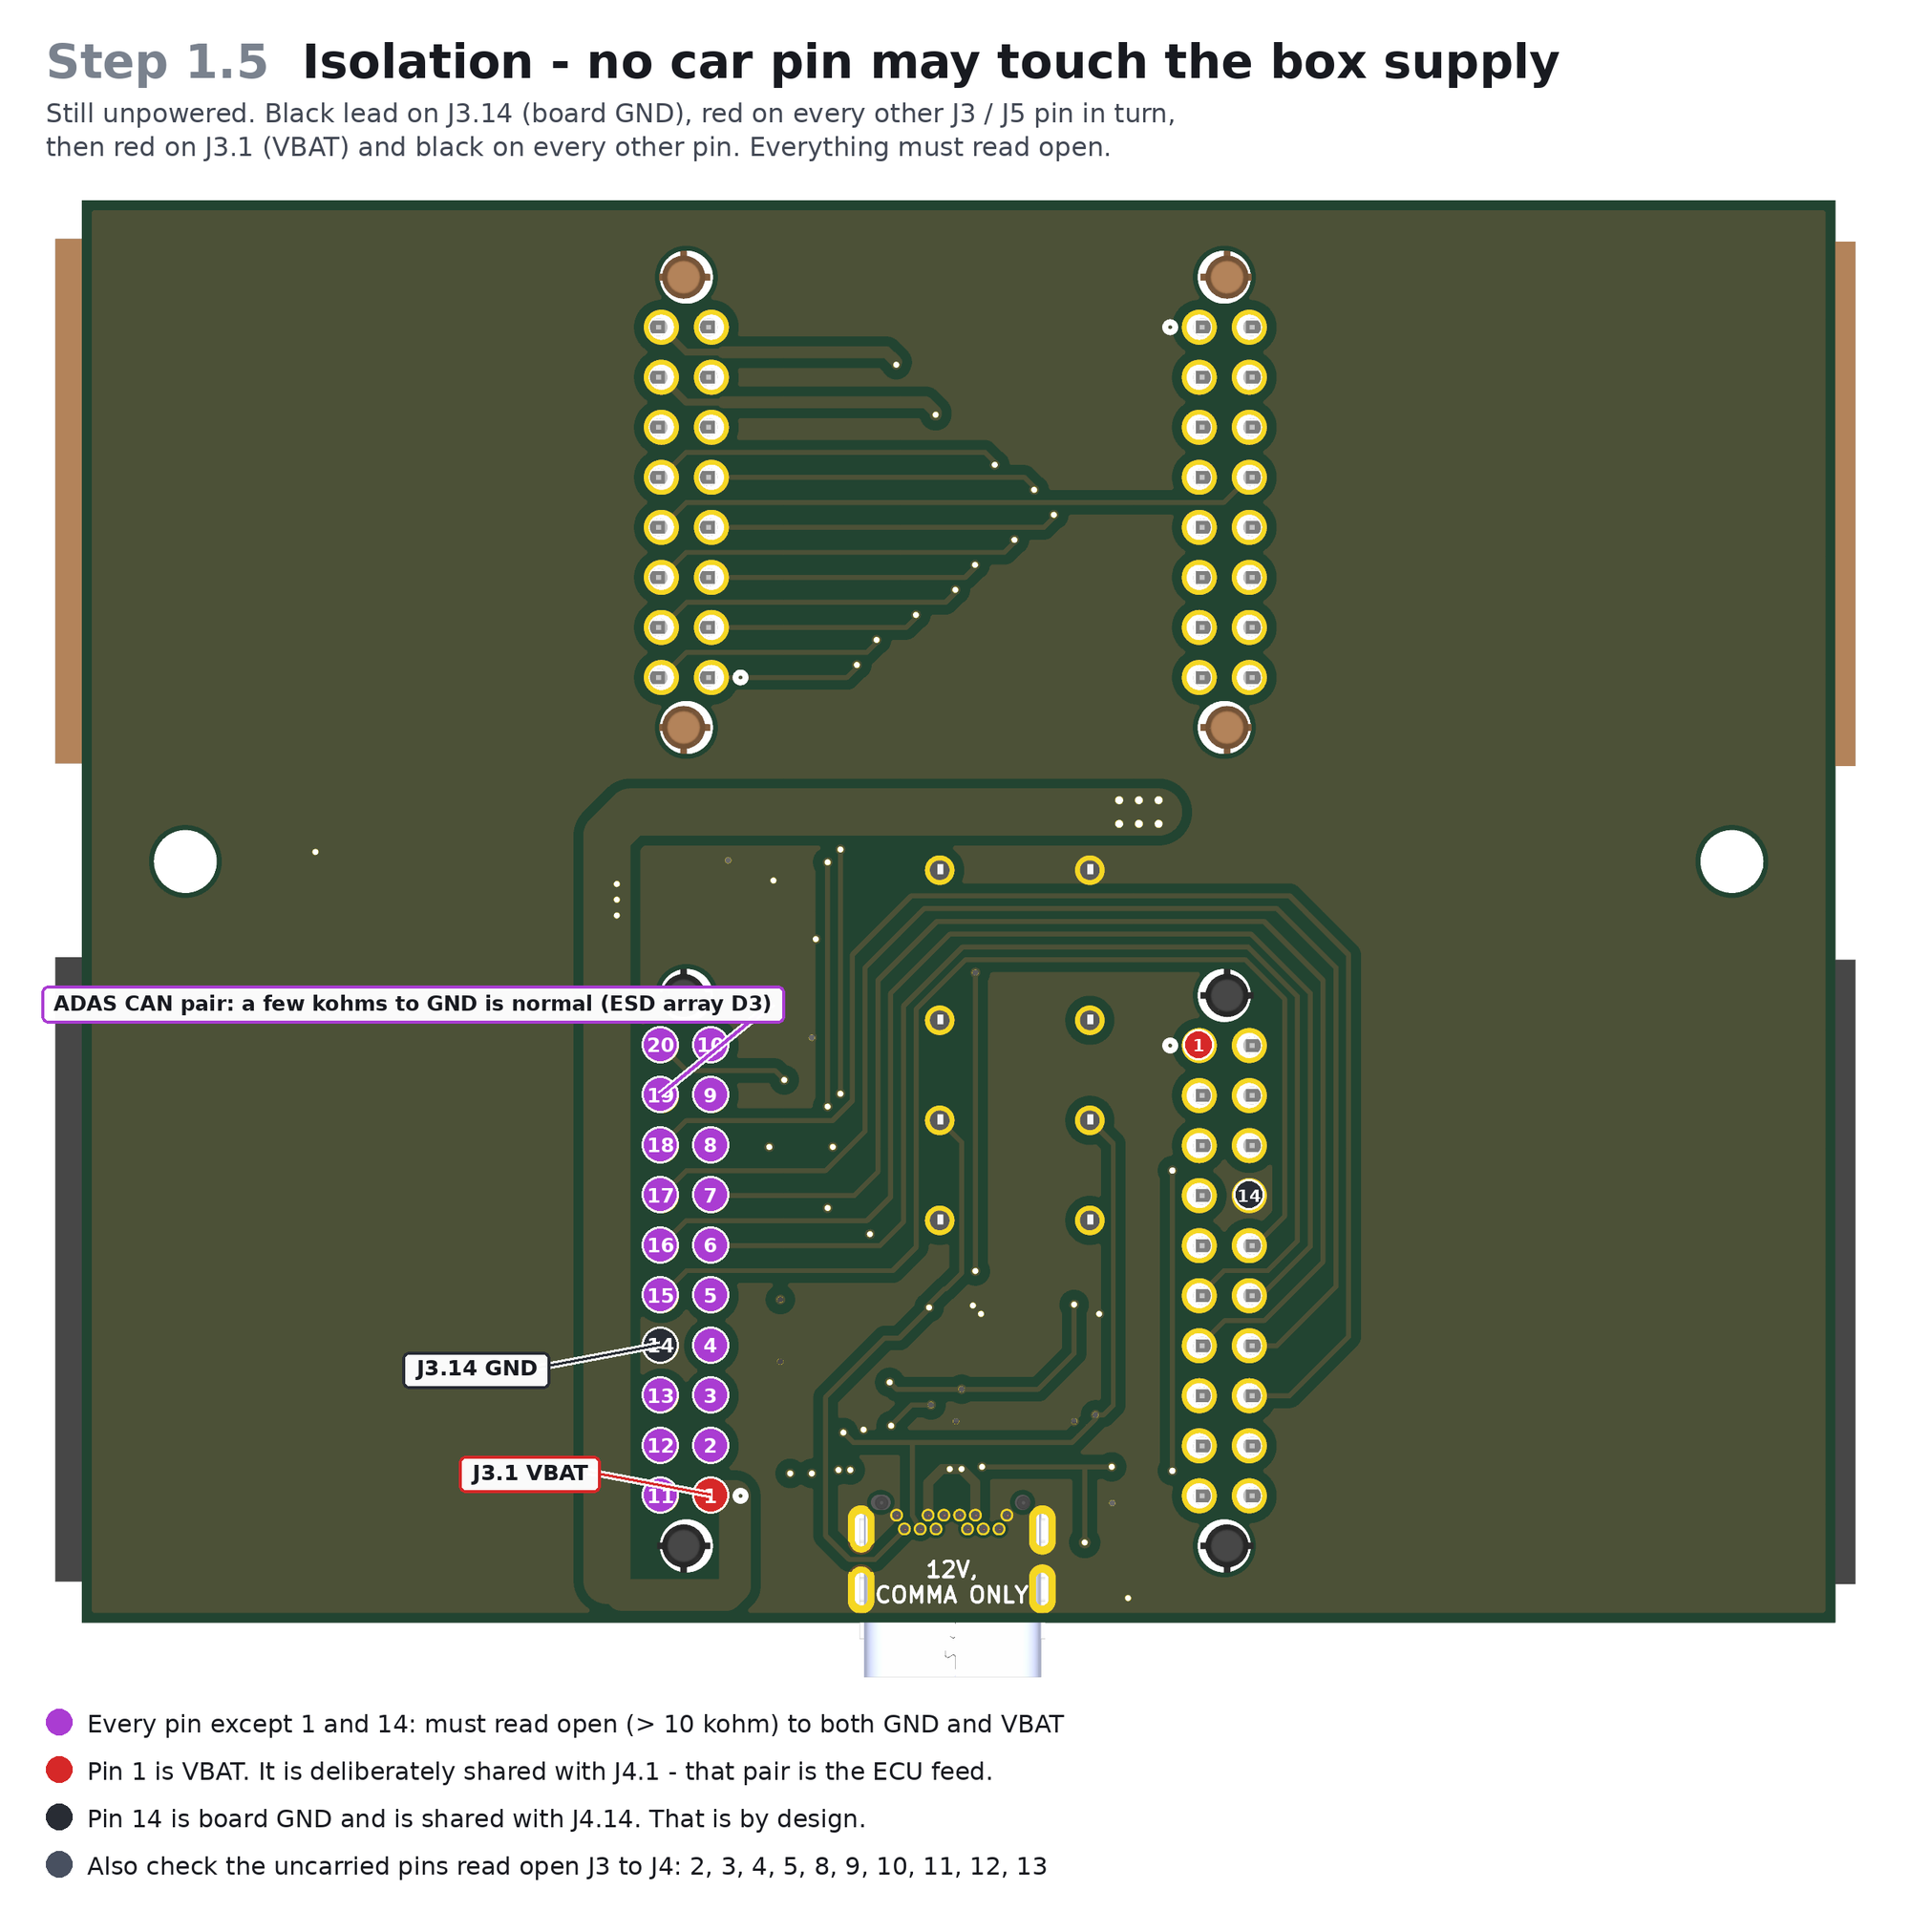 Step 1.5 Isolation - no car pin may touch the box supply
Still unpowered. Black lead on J3.14 (board GND), red on every other J3 / J5 pin in turn,
then red on J3.1 (VBAT) and black on every other pin. Everything must read open.
ADAS CAN pair: a few kohms to GND is normal (ESD array D3)
20 10 1
19 9
18 8
17 7 14
16 6
15 5
J3.14 GND 14 4
13 3
12 2
J3.1 VBAT 11 1
12V,
COMMA ONLY
Every pin except 1 and 14: must read open (> 10 kohm) to both GND and VBAT
Pin 1 is VBAT. It is deliberately shared with J4.1 - that pair is the ECU feed.
Pin 14 is board GND and is shared with J4.14. That is by design.
Also check the uncarried pins read open J3 to J4: 2, 3, 4, 5, 8, 9, 10, 11, 12, 13